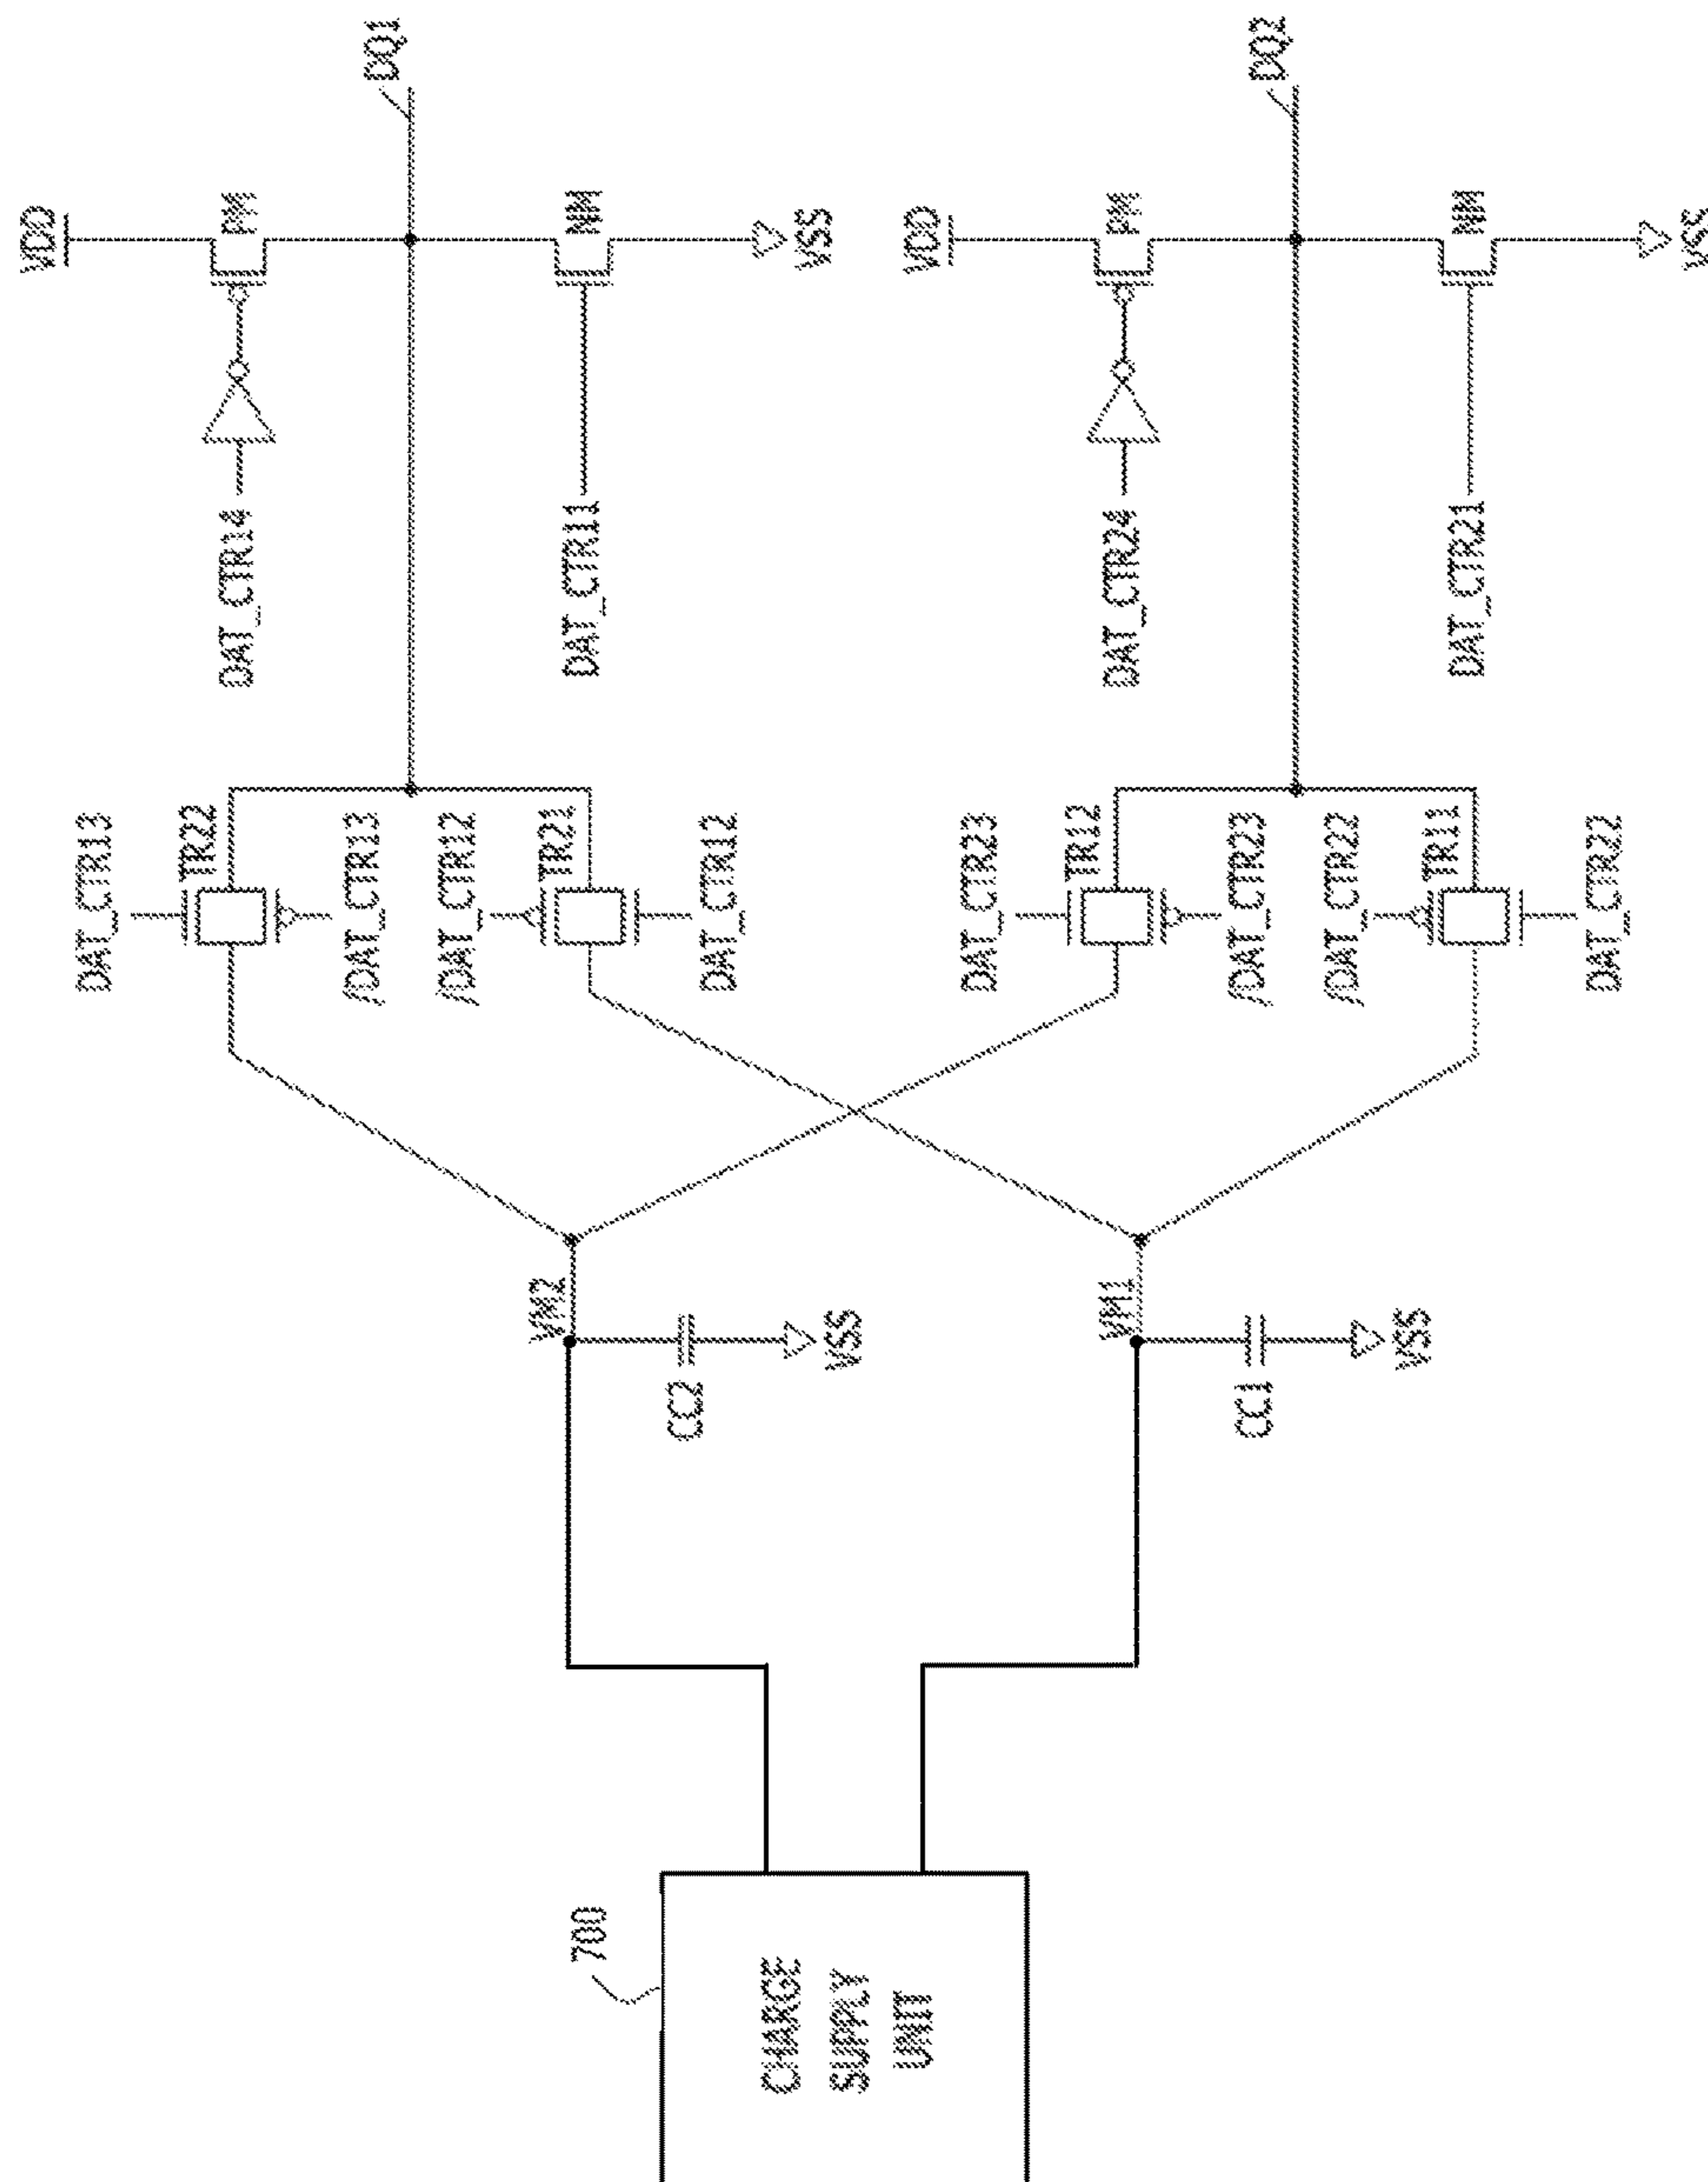 VDD
PM
DAT_CTR14
DQ1
NM
DAT_CTR11
VSS
DAT_CTR13
TR22
/DAT_CTR13
/DAT_CTR12
TR21
DAT_CTR12
VDD
PM
DAT_CTR24
DQ2
NM
DAT_CTR21
VSS
DAT_CTR23
TR12
/DAT_CTR23
/DAT_CTR22
TR11
DAT_CTR22
VM2
CC2
VSS
VM1
CC1
VSS
700
CHARGE
SUPPLY
UNIT